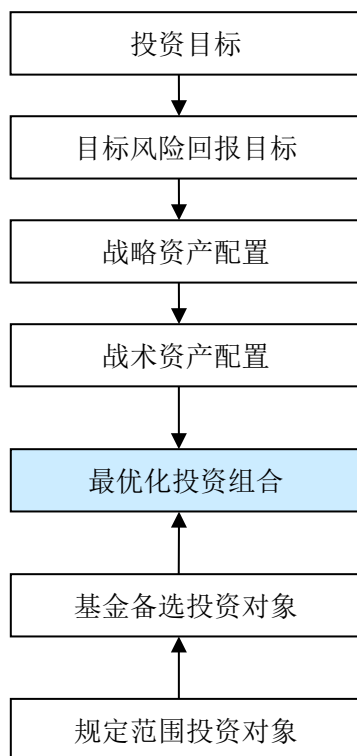 投资目标
目标风险回报目标
战略资产配置
战术资产配置
最优化投资组合
基金备选投资对象
规定范围投资对象